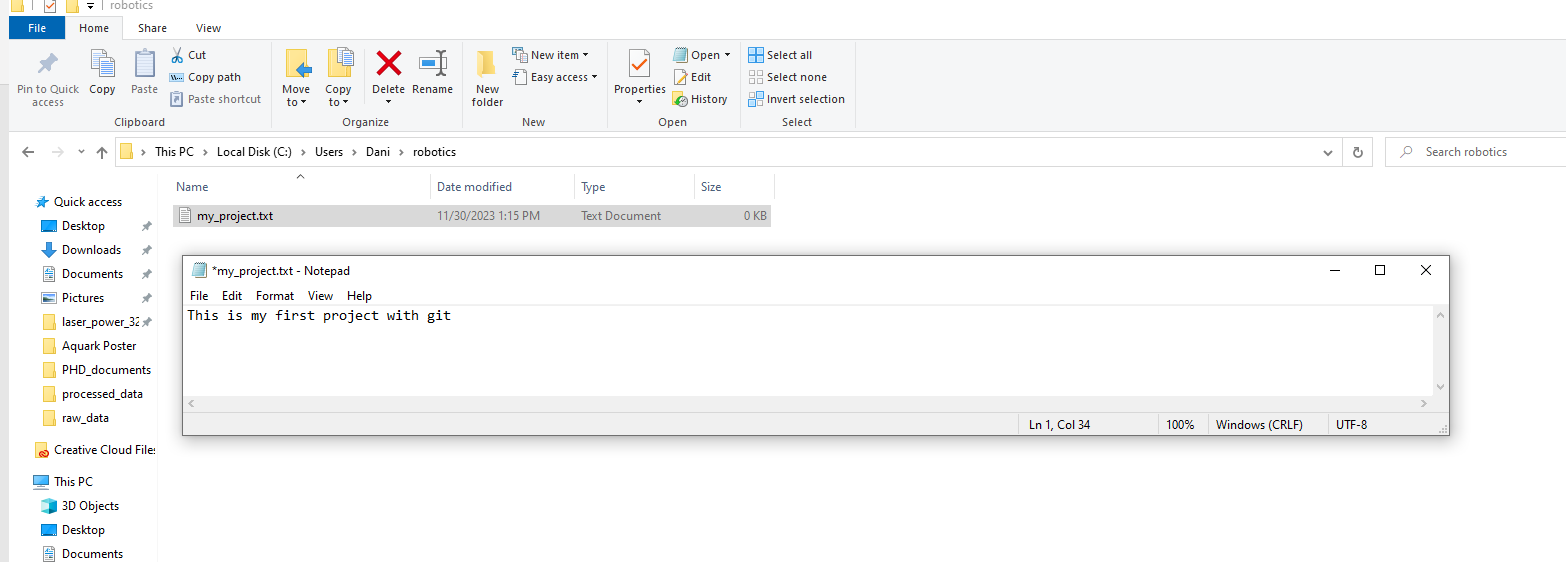 robotics
File Home Share View
Pin to Quick access
Copy
Paste
Cut
Copy path
Paste shortcut
Clipboard
Move to
Copy to
Delete
Rename
Organize
New folder
New item
Easy access
New
Properties
Open
Edit
History
Open
Select all
Select none
Invert selection
Select
This PC > Local Disk (C:) > Users > Dani > robotics
Search robotics
Name Date modified Type Size
my_project.txt 11/30/2023 1:15 PM Text Document 0 KB
Quick access
Desktop
Downloads
Documents
Pictures
laser_power_32
Aquark Poster
PHD_documents
processed_data
raw_data
Creative Cloud Files
This PC
3D Objects
Desktop
Documents
*my_project.txt - Notepad
File Edit Format View Help
This is my first project with git
Ln 1, Col 34 100% Windows (CRLF) UTF-8